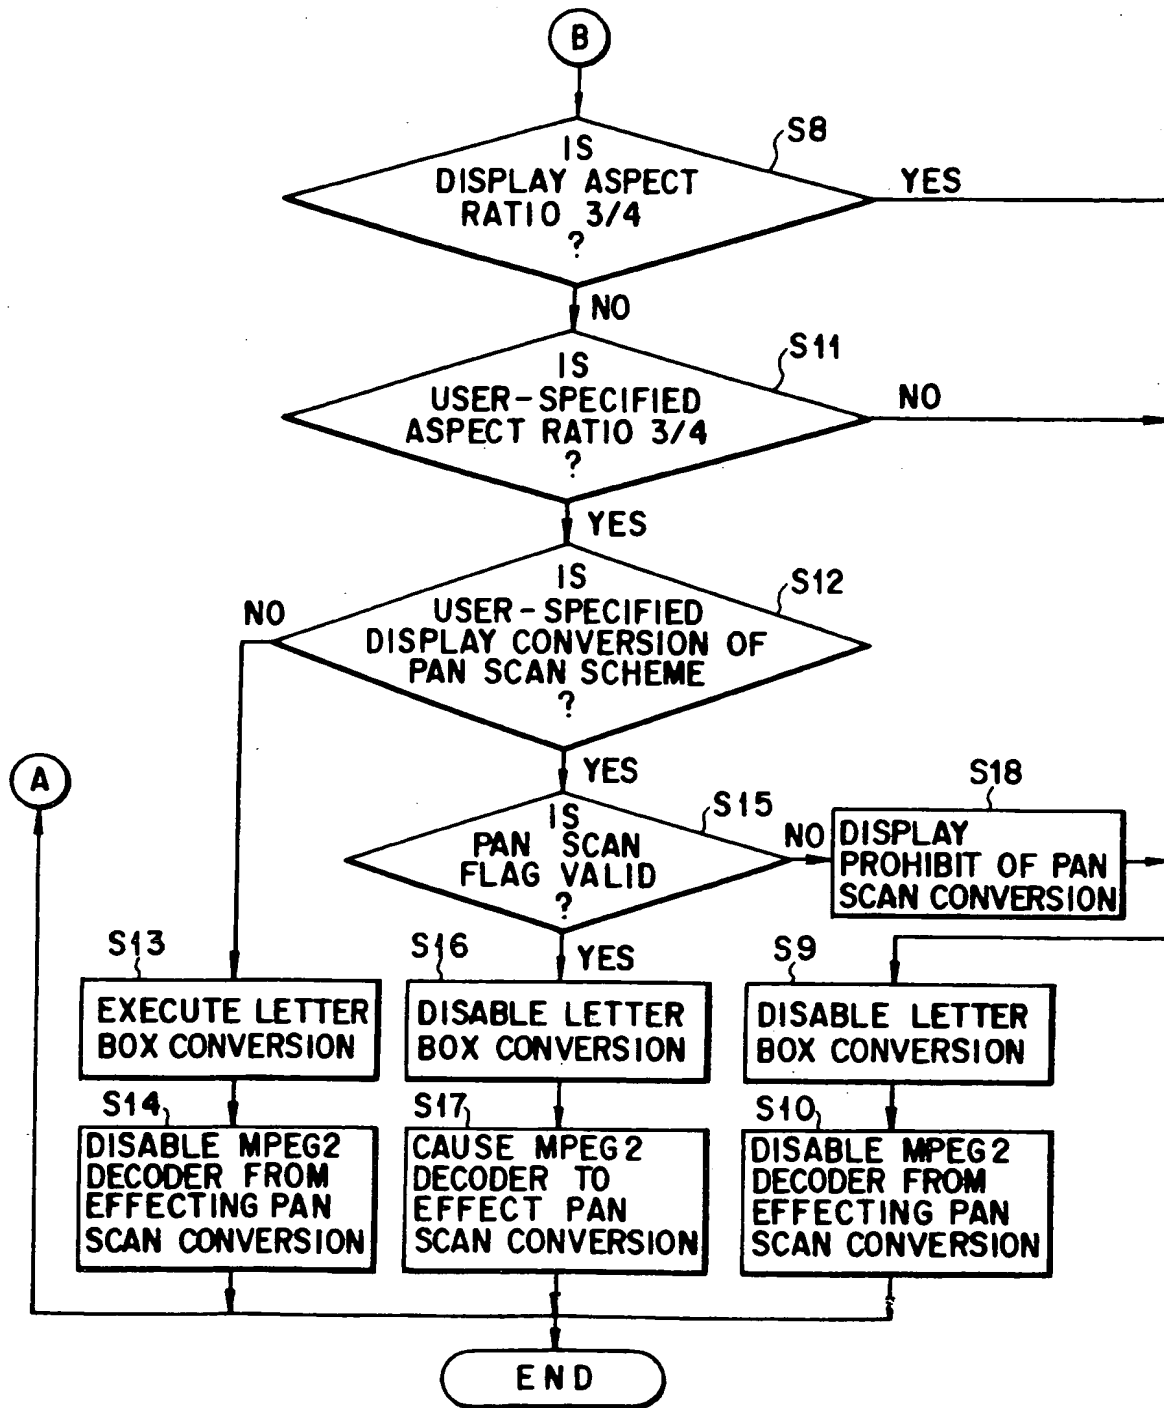 B
S8
IS
DISPLAY ASPECT
RATIO 3/4
?
YES
NO
S11
IS
USER-SPECIFIED
ASPECT RATIO 3/4
?
NO
YES
S12
IS
USER-SPECIFIED
DISPLAY CONVERSION OF
PAN SCAN SCHEME
?
NO
YES
A
S15
IS
PAN SCAN
FLAG VALID
?
NO
YES
S18
DISPLAY
PROHIBIT OF PAN
SCAN CONVERSION
S13
EXECUTE LETTER
BOX CONVERSION
S16
DISABLE LETTER
BOX CONVERSION
S9
DISABLE LETTER
BOX CONVERSION
S14
DISABLE MPEG2
DECODER FROM
EFFECTING PAN
SCAN CONVERSION
S17
CAUSE MPEG2
DECODER TO
EFFECT PAN
SCAN CONVERSION
S10
DISABLE MPEG2
DECODER FROM
EFFECTING PAN
SCAN CONVERSION
END